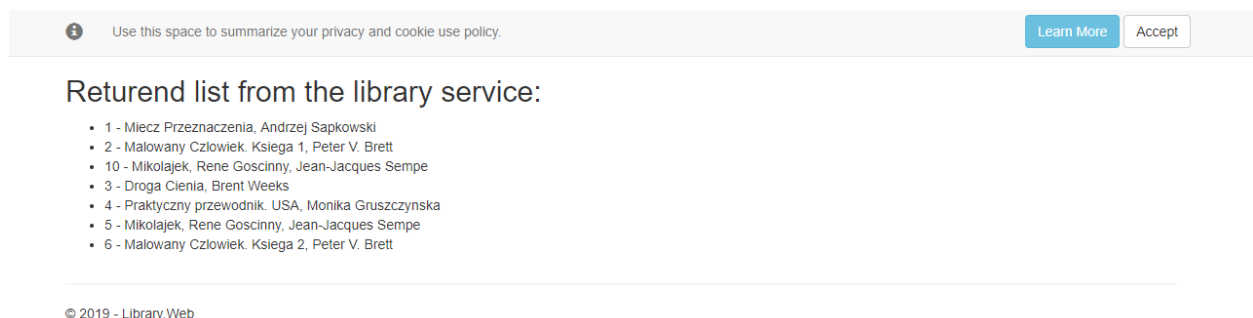 Use this space to summarize your privacy and cookie use policy. Learn More Accept
Returend list from the library service:
1 - Miecz Przeznaczenia, Andrzej Sapkowski
2 - Malowany Czlowiek. Ksiega 1, Peter V. Brett
10 - Mikolajek, Rene Goscinny, Jean-Jacques Sempe
3 - Droga Cienia, Brent Weeks
4 - Praktyczny przewodnik. USA, Monika Gruszczynska
5 - Mikolajek, Rene Goscinny, Jean-Jacques Sempe
6 - Malowany Czlowiek. Ksiega 2, Peter V. Brett
© 2019 - Library.Web